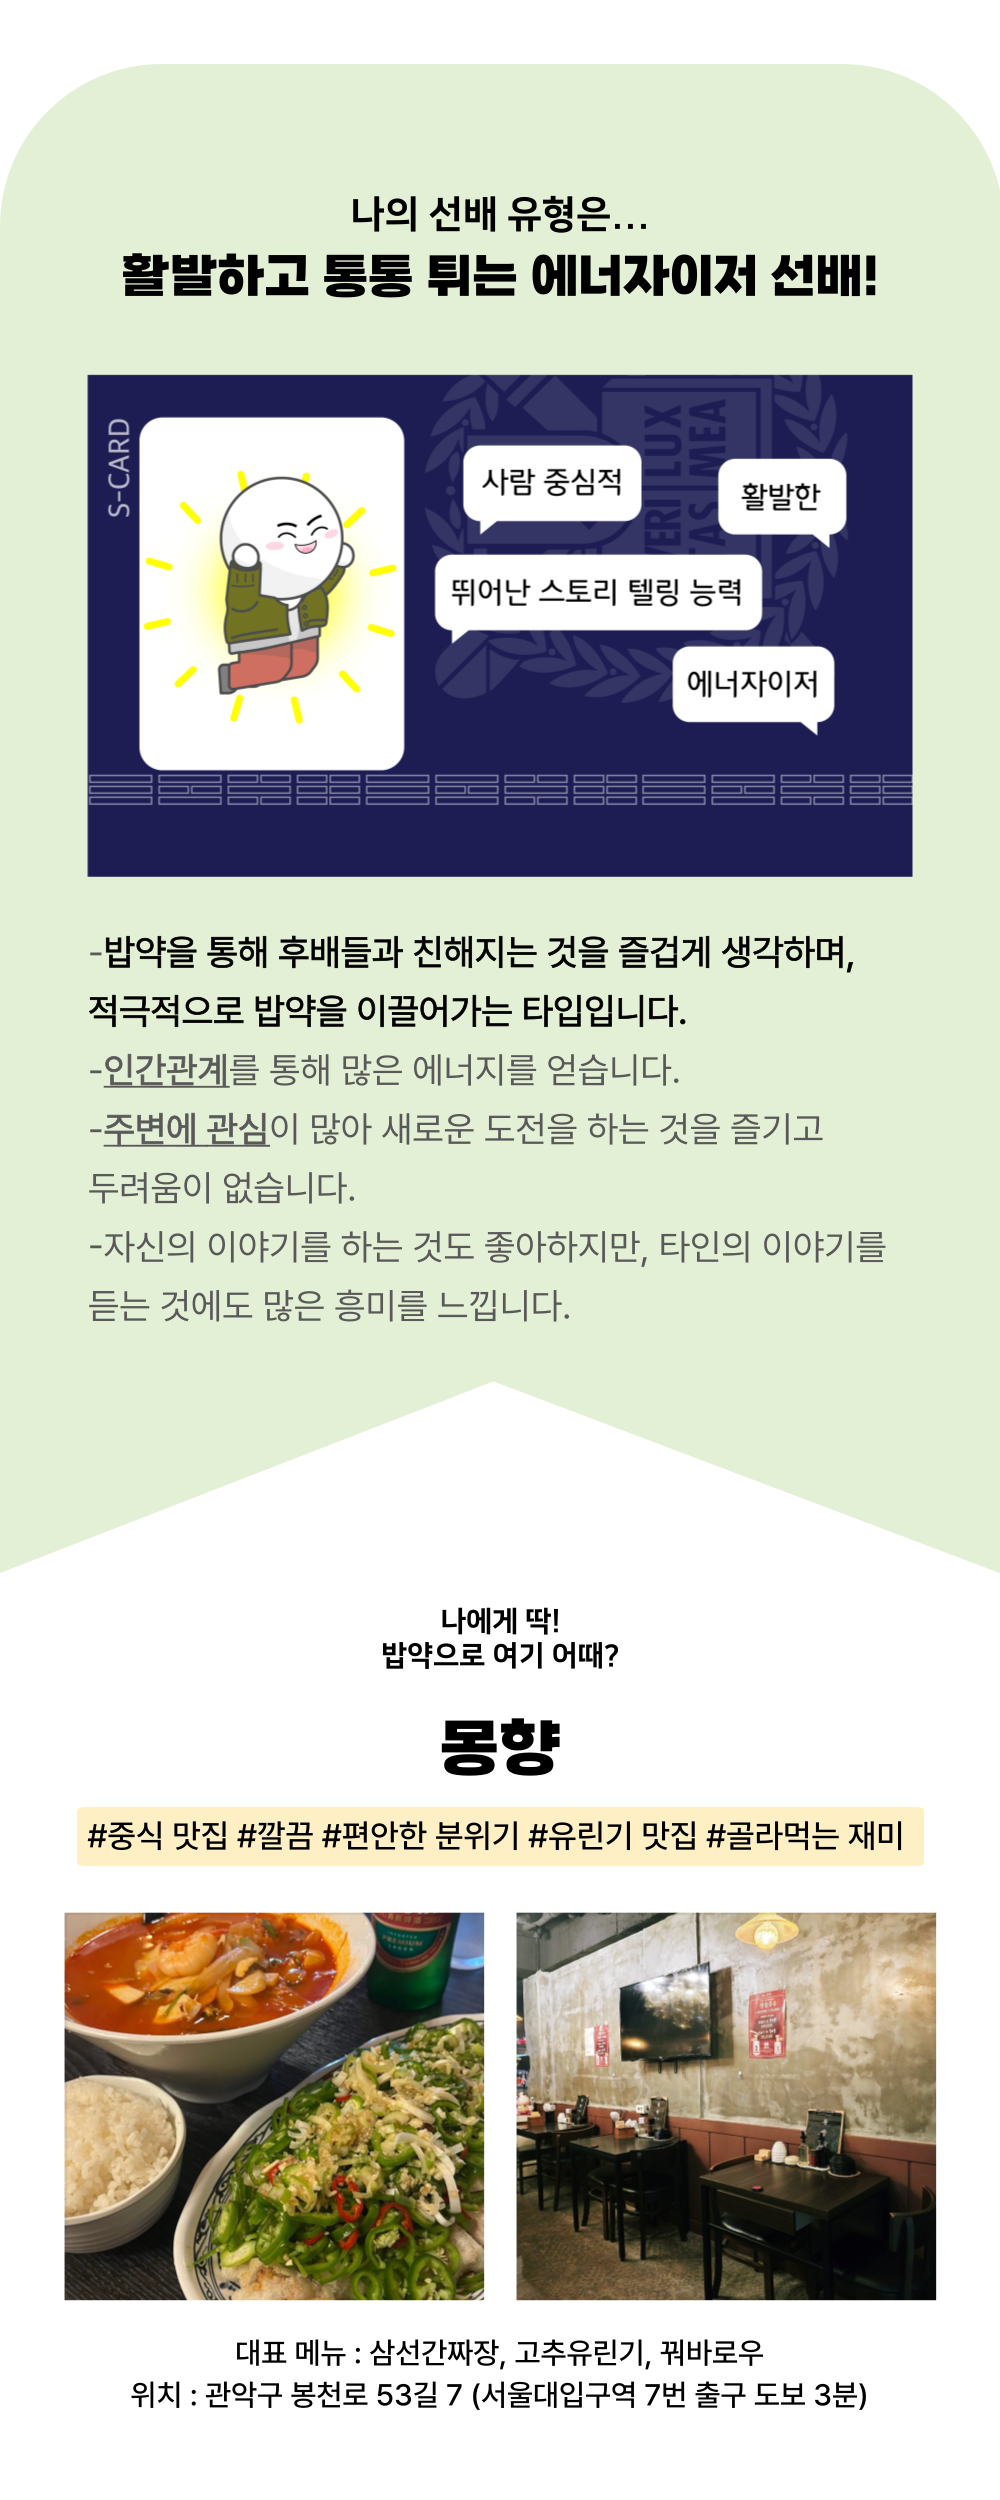 나의 선배 유형은...
활발하고 통통 튀는 에너자이저 선배!
S-CARD
VERI LUX
TAS MEA
사람 중심적
활발한
뛰어난 스토리 텔링 능력
에너자이저
-밥약을 통해 후배들과 친해지는 것을 즐겁게 생각하며,
적극적으로 밥약을 이끌어가는 타입입니다.
-인간관계를 통해 많은 에너지를 얻습니다.
-주변에 관심이 많아 새로운 도전을 하는 것을 즐기고
두려움이 없습니다.
-자신의 이야기를 하는 것도 좋아하지만, 타인의 이야기를
듣는 것에도 많은 흥미를 느낍니다.
나에게 딱!
밥약으로 여기 어때?
몽향
#중식 맛집 #깔끔 #편안한 분위기 #유린기 맛집 #골라먹는 재미
PREMIUM
대표 메뉴 : 삼선간짜장, 고추유린기, 꿔바로우
위치 : 관악구 봉천로 53길 7 (서울대입구역 7번 출구 도보 3분)